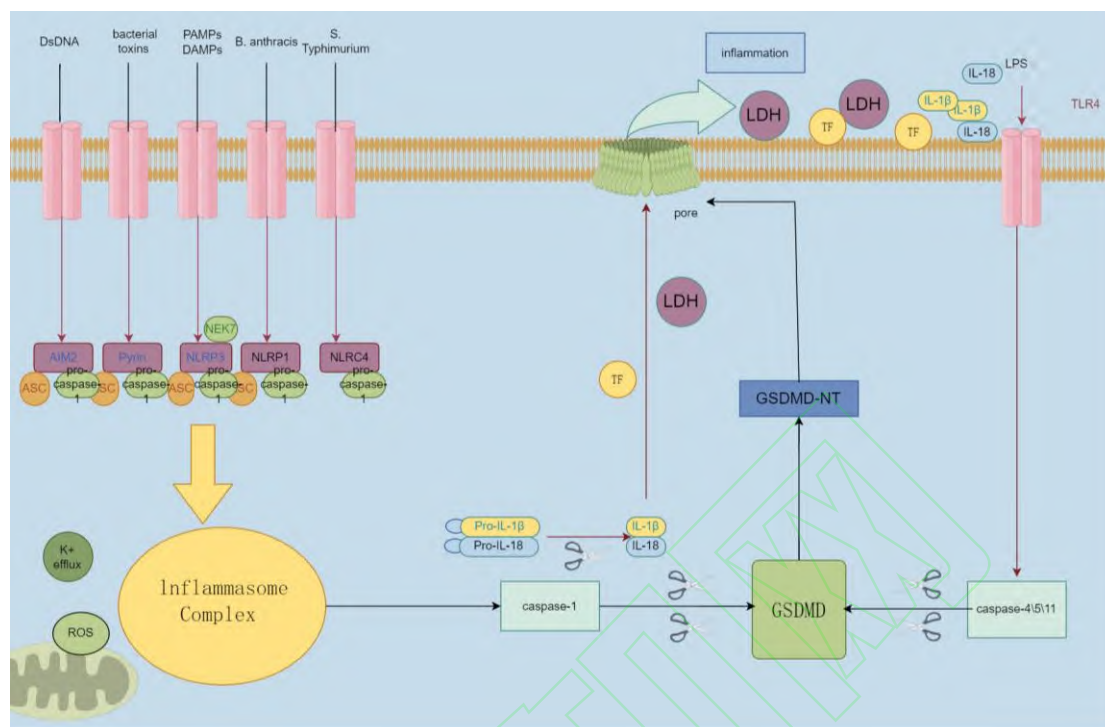 DsDNA
bacterial
toxins
PAMPs
DAMPs
B. anthracis
S.
Typhimurium
inflammation
LDH
LDH
TF
TF
IL-1β
IL-1β
IL-18
IL-18
LPS
TLR4
pore
LDH
TF
NEK7
AIM2
Pyrin
NLRP3
NLRP1
NLRC4
ASC
pro-
caspase-
1
SC
pro-
caspase-
1
ASC
pro-
caspase-
1
SC
pro-
caspase-
1
pro-
caspase-
1
GSDMD-NT
Pro-IL-1β
Pro-IL-18
IL-1β
IL-18
K+
efflux
ROS
Inflammasome
Complex
caspase-1
GSDMD
caspase-4\5\11